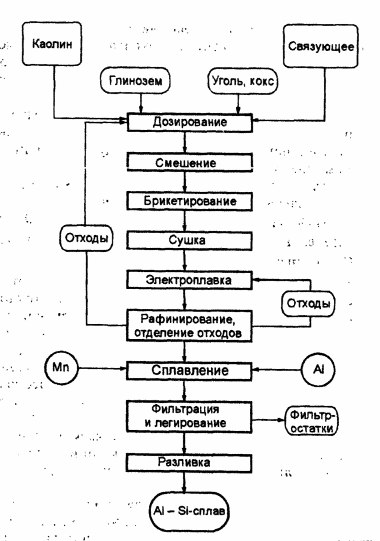 Каолин
Связующее
Глинозем
Уголь, кокс
Дозирование
Смешение
Брикетирование
Отходы
Сушка
Электроплавка
Отходы
Рафинирование,
отделение отходов
Mn
Сплавление
Al
Фильтрация
и легирование
Фильтр-
остатки
Разливка
Al – Si-сплав